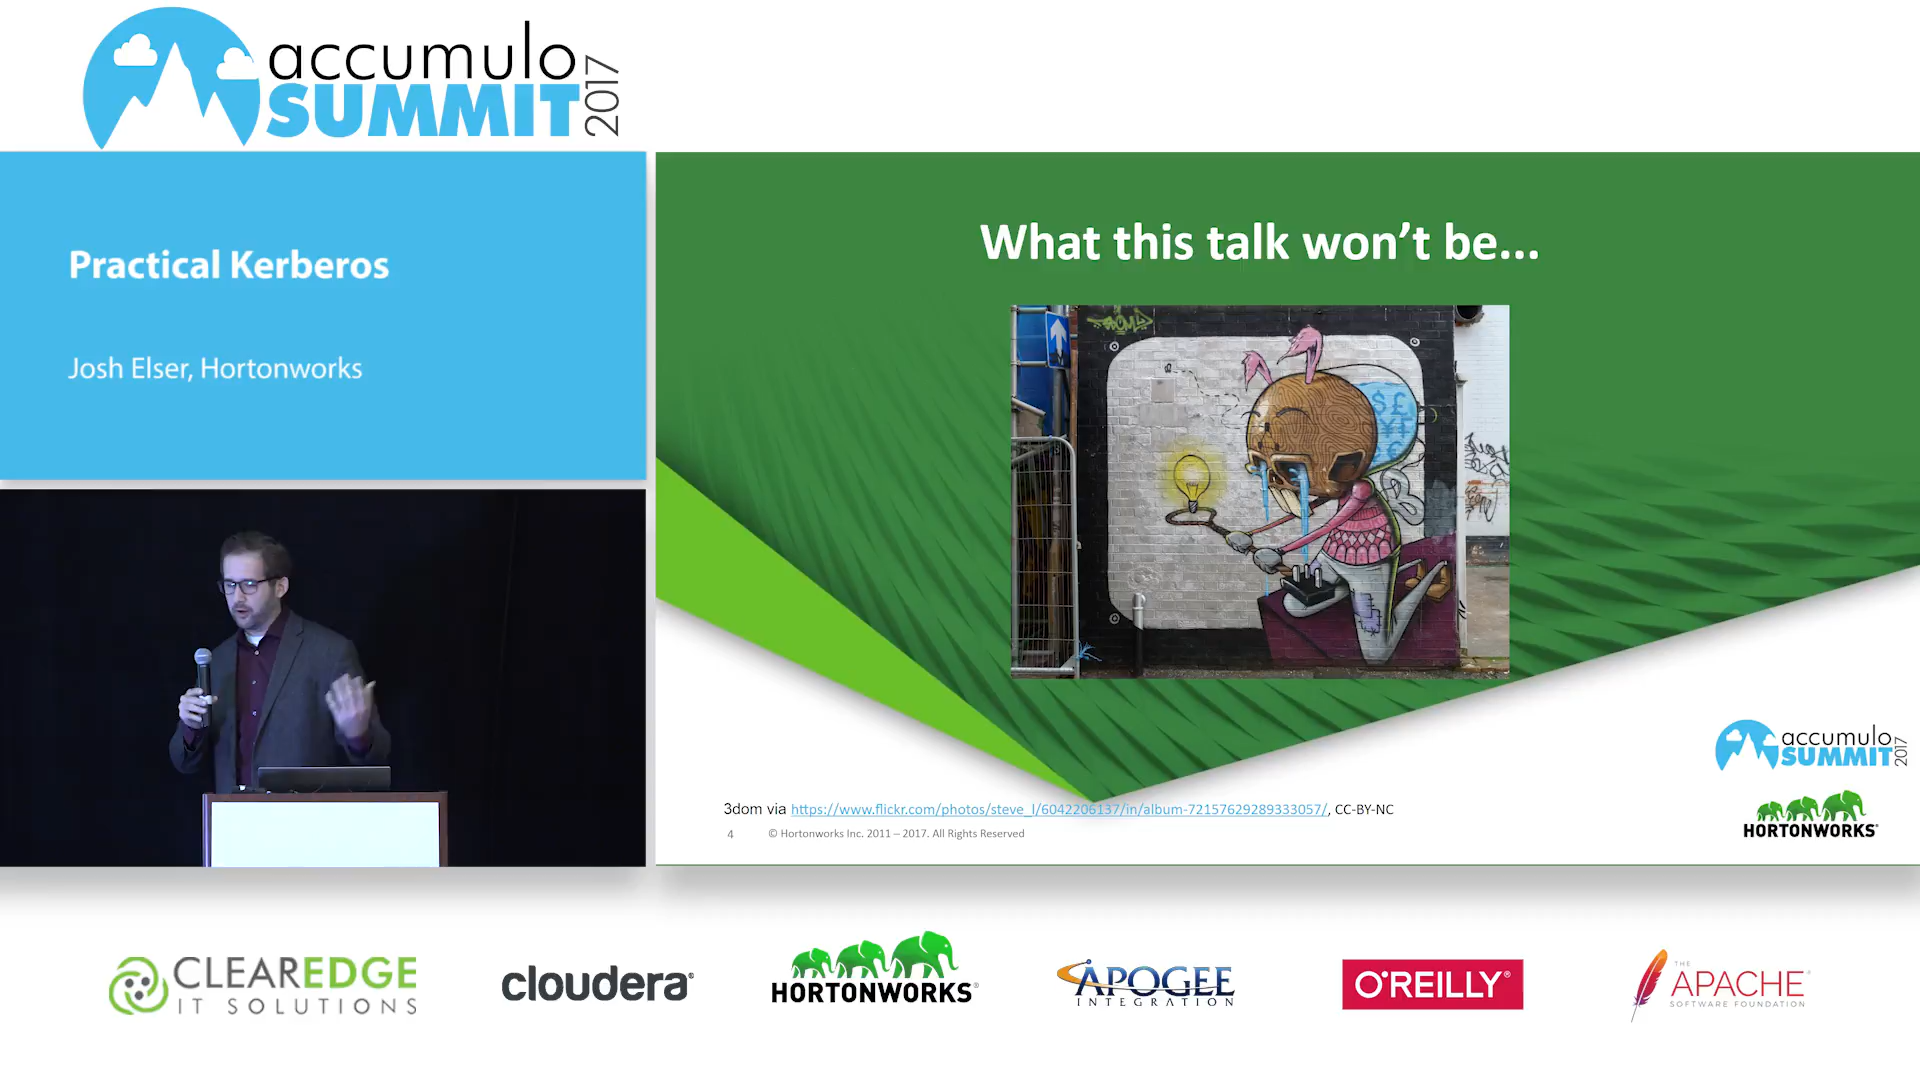 accumulo
SUMMIT
2017
Practical Kerberos
Josh Elser, Hortonworks
What this talk won’t be...
$£
3dom via https://www.flickr.com/photos/steve_l/6042206137/in/album-72157629289333057/, CC-BY-NC
4 © Hortonworks Inc. 2011 – 2017. All Rights Reserved
accumulo
SUMMIT
2017
HORTONWORKS
CLEAREDGE
IT SOLUTIONS
cloudera
HORTONWORKS
APOGEE
INTEGRATION
O'REILLY
THE
APACHE
SOFTWARE FOUNDATION